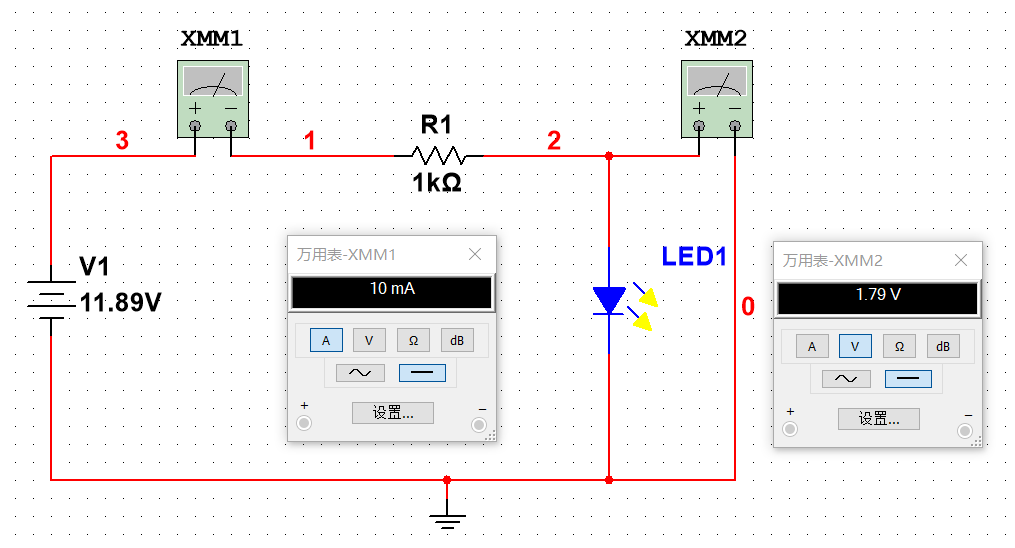 XMM1
XMM2
3
1
R1
2
1kΩ
V1
11.89V
LED1
0
万用表-XMM1
10 mA
A V Ω dB
+ −
设置...
万用表-XMM2
1.79 V
A V Ω dB
+ −
设置...